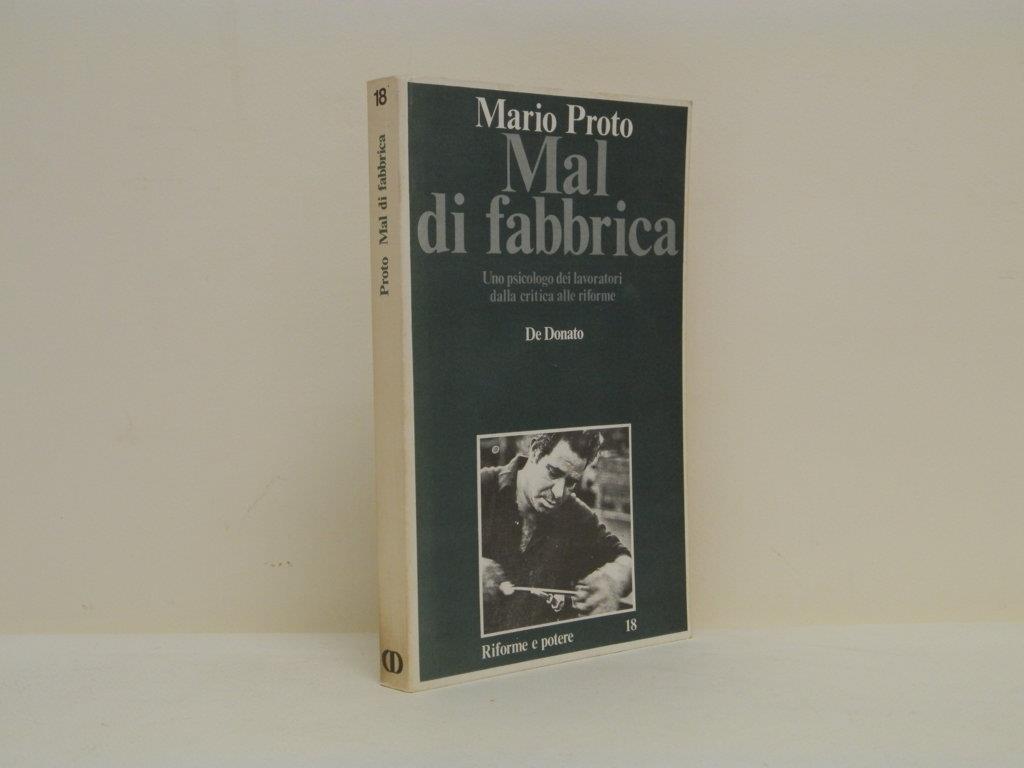 18
Proto Mal di fabbrica
Mario Proto
Mal
di fabbrica
Uno psicologo dei lavoratori
dalla critica alle riforme
De Donato
Riforme e potere 18